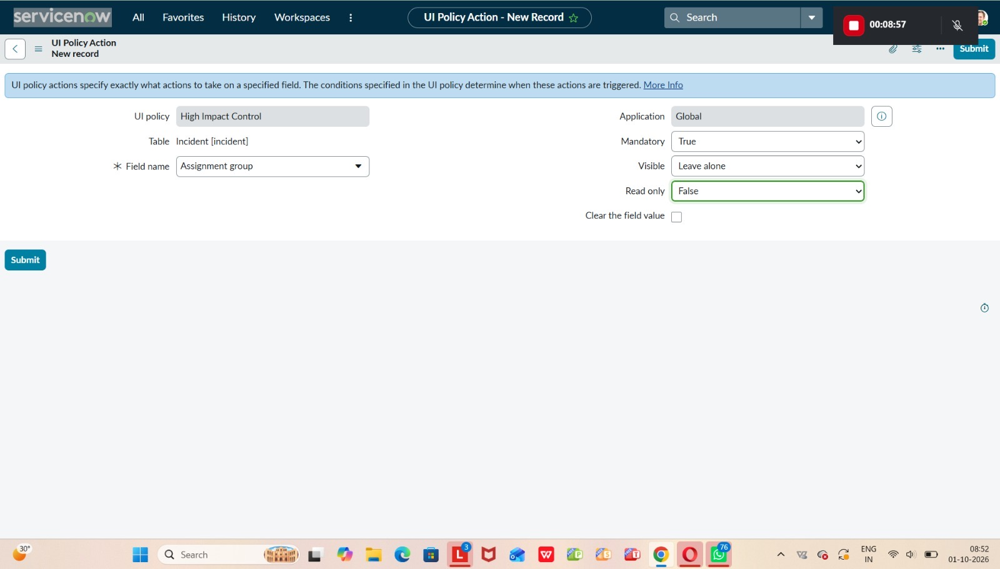 servicenow All Favorites History Workspaces UI Policy Action - New Record Search 00:08:57
UI Policy Action
New record
Submit
UI policy actions specify exactly what actions to take on a specified field. The conditions specified in the UI policy determine when these actions are triggered. More Info
UI policy High Impact Control Application Global
Table Incident [incident] Mandatory True
Field name Assignment group Visible Leave alone
Read only False
Clear the field value
Submit
30° Search L 3 W P S T 76 ENG 08:52
IN 01-10-2026